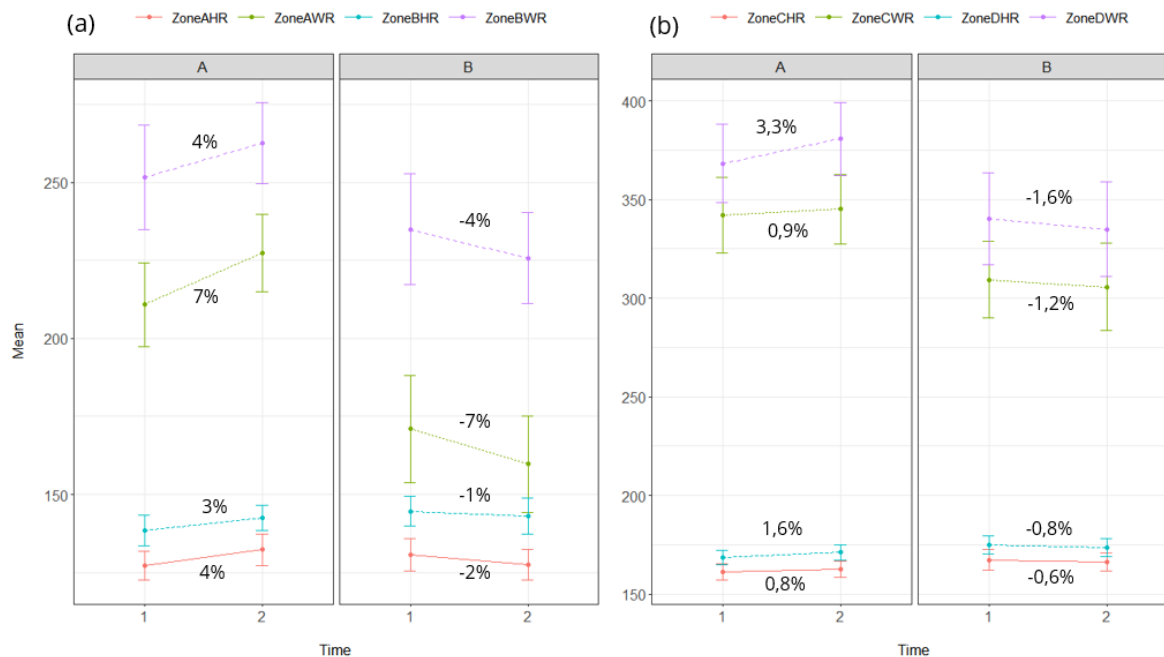 (a) ZoneAHR ZoneAWR ZoneBHR ZoneBWR
A B
Mean
250
200
150
4%
7%
3%
4%
-4%
-7%
-1%
-2%
1 2 1 2
Time
(b) ZoneCHR ZoneCWR ZoneDHR ZoneDWR
A B
400
350
300
250
200
150
3,3%
0,9%
1,6%
0,8%
-1,6%
-1,2%
-0,8%
-0,6%
1 2 1 2
Time